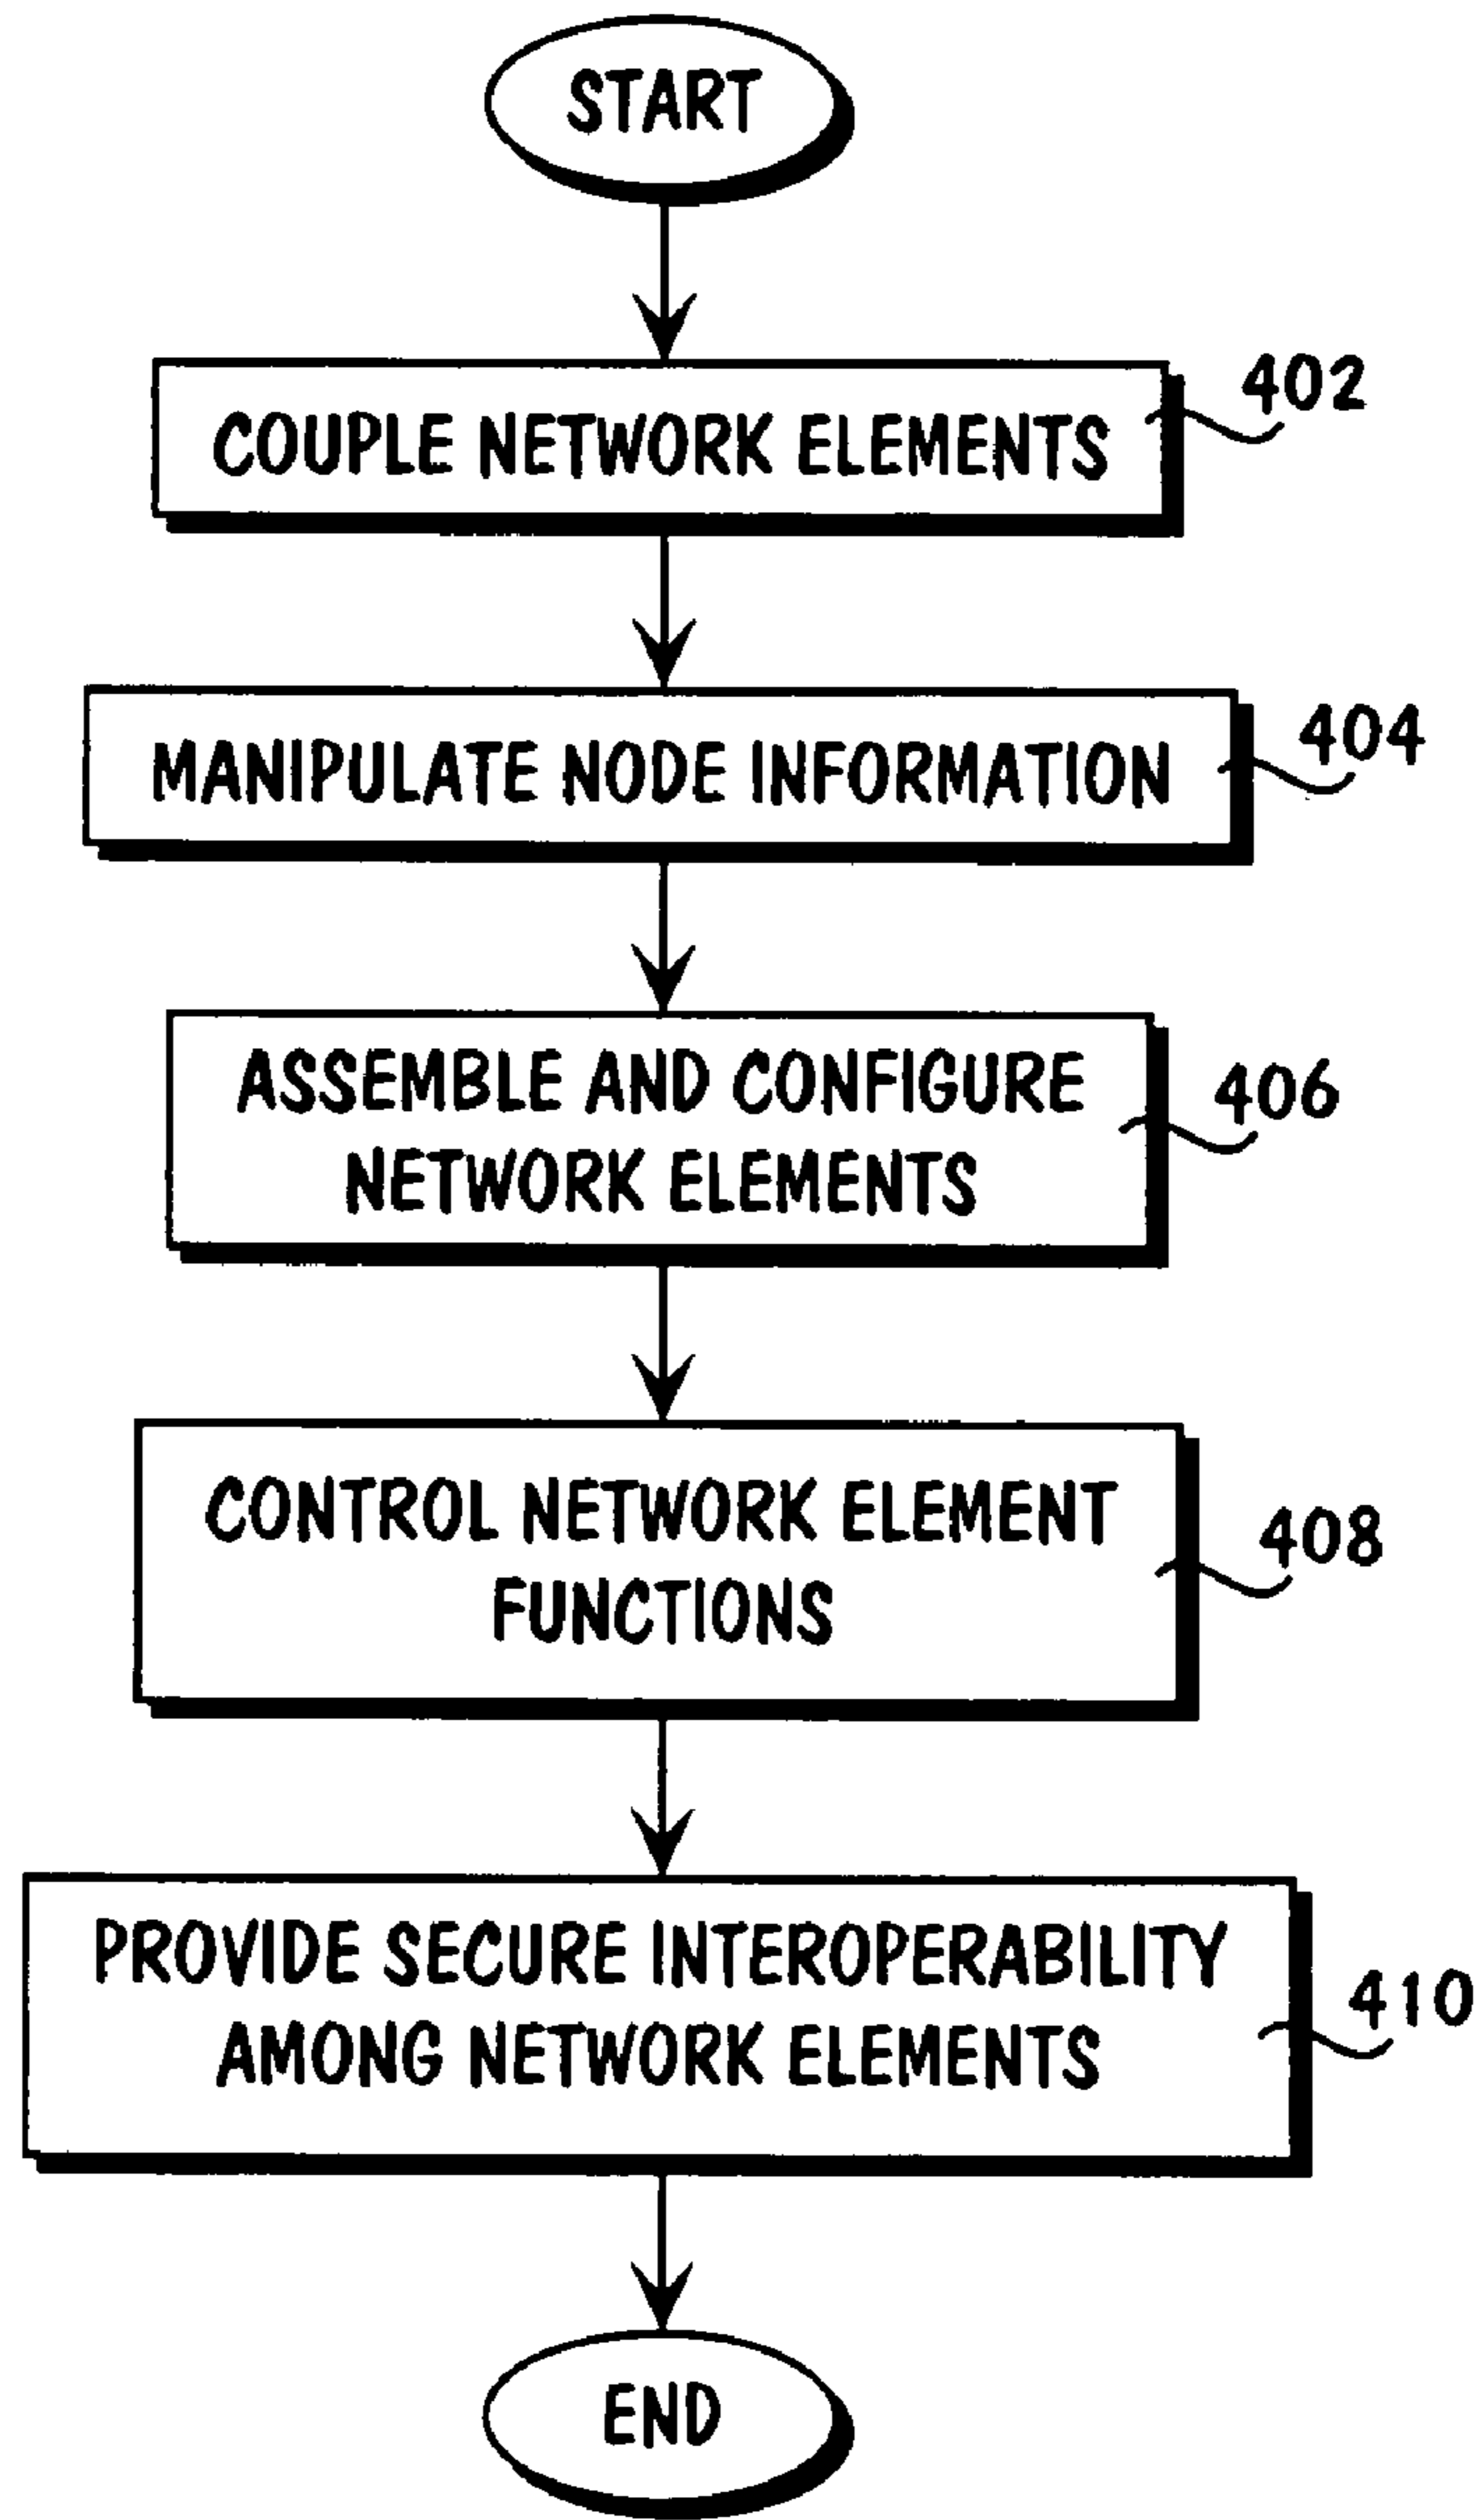 START
COUPLE NETWORK ELEMENTS
402
MANIPULATE NODE INFORMATION
404
ASSEMBLE AND CONFIGURE
NETWORK ELEMENTS
406
CONTROL NETWORK ELEMENT
FUNCTIONS
408
PROVIDE SECURE INTEROPERABILITY
AMONG NETWORK ELEMENTS
410
END